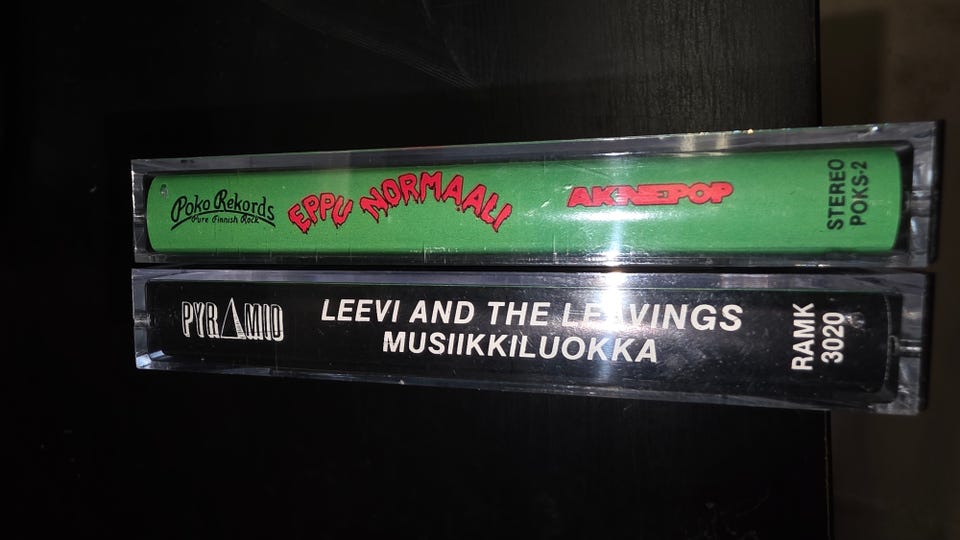 Poko Rekords
Pure Finnish Rock
EPPU NORMAALI
AKNEPOP
STEREO
POKS-2
PYRAMID
LEEVI AND THE LEAVINGS
MUSIIKKILUOKKA
RAMK
3020